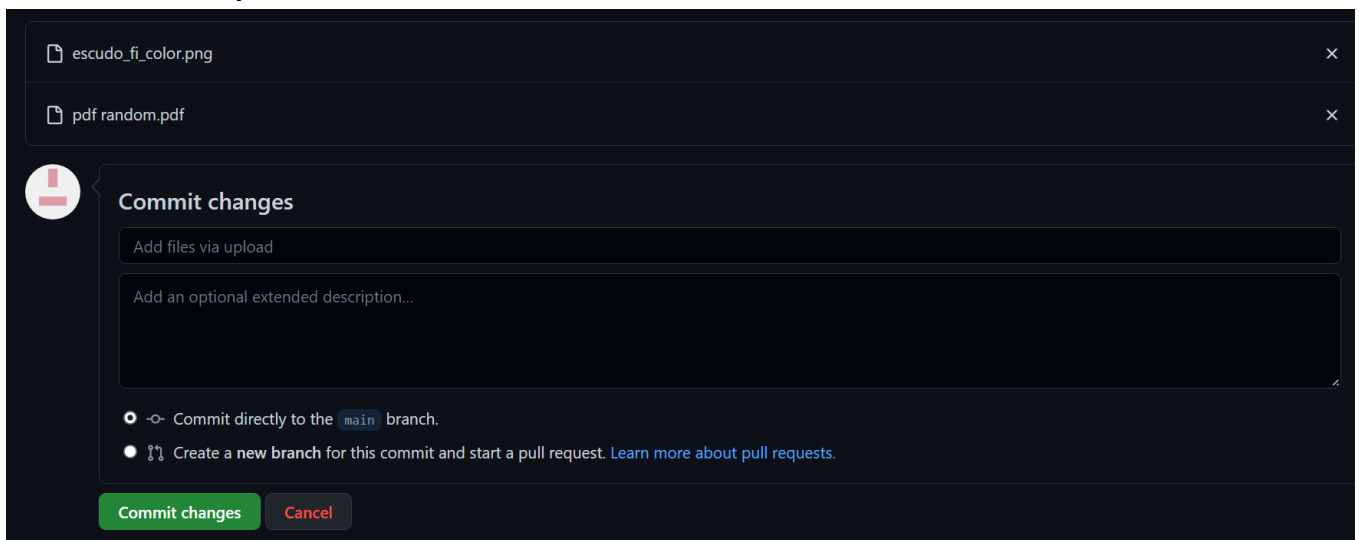 escudo_fi_color.png
pdf random.pdf
Commit changes
Add files via upload
Add an optional extended description...
Commit directly to the main branch.
Create a new branch for this commit and start a pull request. Learn more about pull requests.
Commit changes Cancel